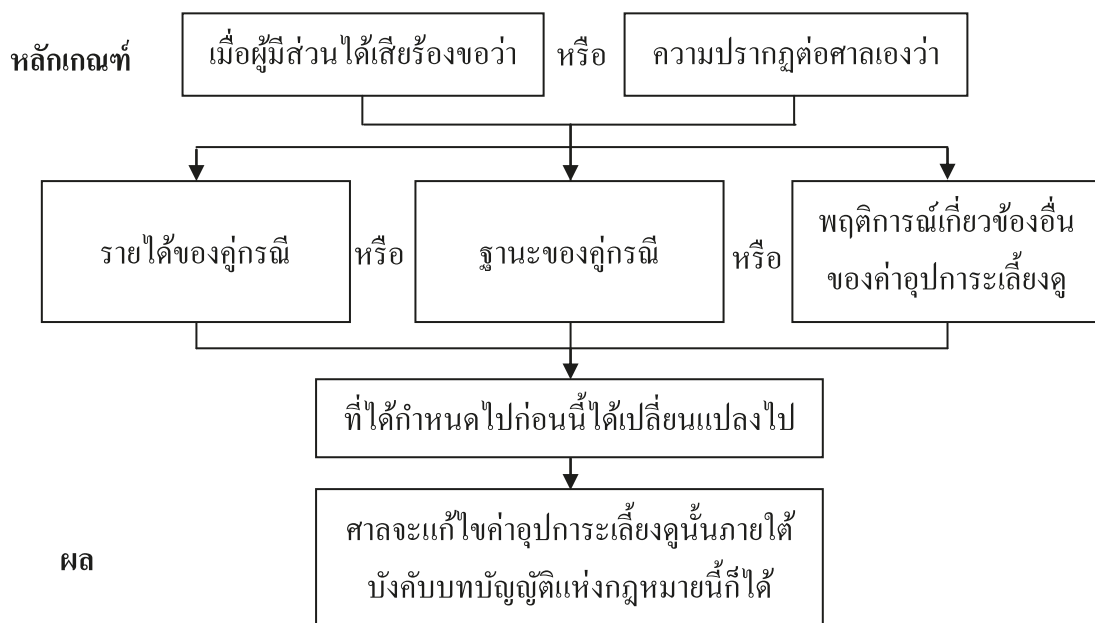 หลักเกณฑ์
เมื่อผู้มีส่วนได้เสียร้องขอว่า
หรือ
ความปรากฏต่อศาลเองว่า
รายได้ของคู่กรณี
หรือ
ฐานะของคู่กรณี
หรือ
พฤติการณ์เกี่ยวข้องอื่น
ของค่าอุปการะเลี้ยงดู
ที่ได้กำหนดไปก่อนนี้ได้เปลี่ยนแปลงไป
ผล
ศาลจะแก้ไขค่าอุปการะเลี้ยงดูนั้นภายใต้
บังคับบทบัญญัติแห่งกฎหมายนี้ก็ได้